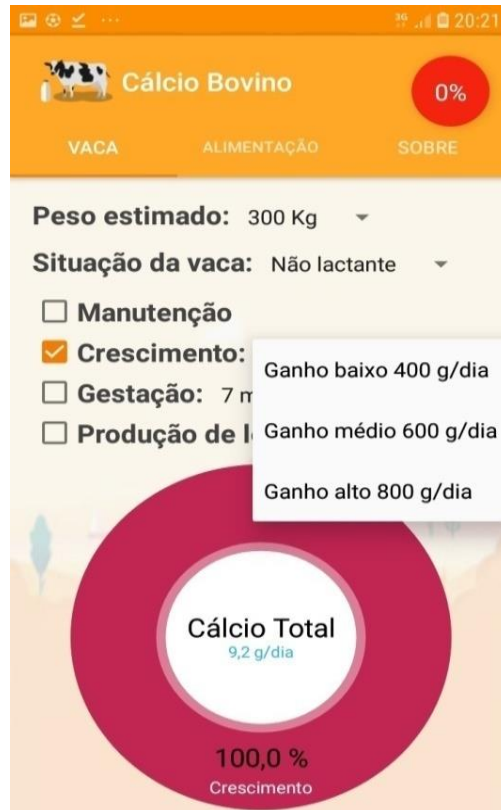 3G 20:21
Cálcio Bovino
0%
VACA ALIMENTAÇÃO SOBRE
Peso estimado: 300 Kg
Situação da vaca: Não lactante
Manutenção
Crescimento:
Ganho baixo 400 g/dia
Gestação: 7
Ganho médio 600 g/dia
Produção de
Ganho alto 800 g/dia
Cálcio Total
9,2 g/dia
100,0 %
Crescimento